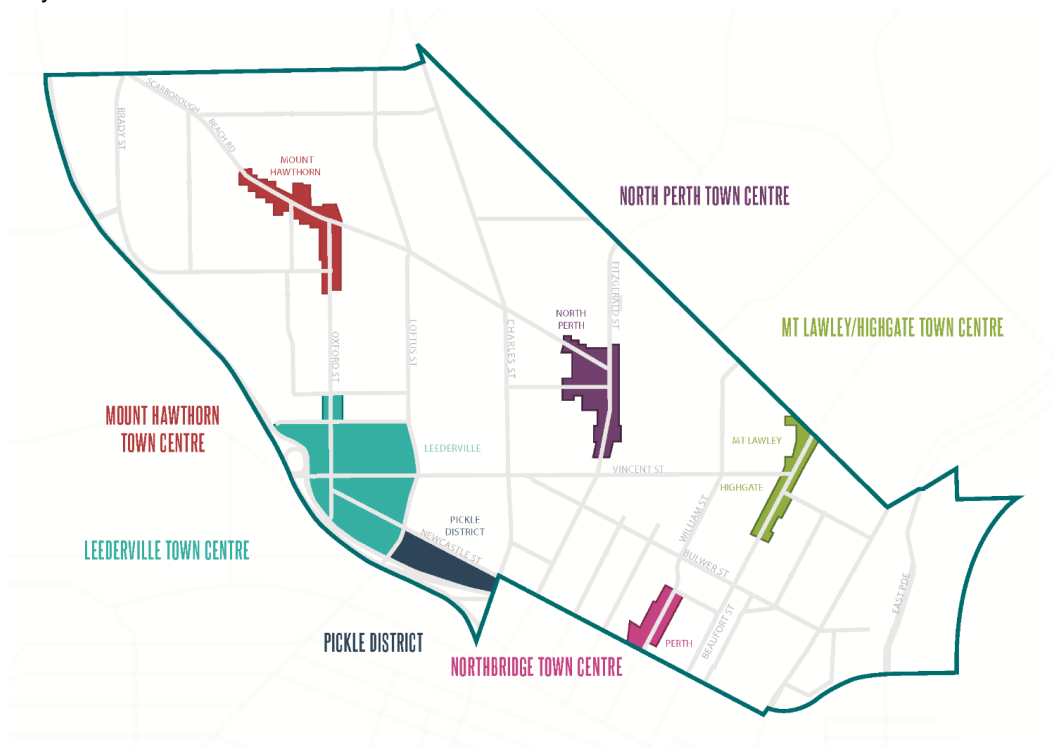 SCARBOROUGH
BEACH RD
BRADY ST
MOUNT
HAWTHORN
NORTH PERTH TOWN CENTRE
FITZGERALD ST
NORTH
PERTH
MT LAWLEY/HIGHGATE TOWN CENTRE
OXFORD ST
LOFTUS ST
CHARLES ST
MOUNT HAWTHORN
TOWN CENTRE
LEEDERVILLE
MT LAWLEY
VINCENT ST
HIGHGATE
WILLIAM ST
PICKLE
DISTRICT
NEWCASTLE ST
LEEDERVILLE TOWN CENTRE
BULWER ST
EAST PDE
BEAUFORT ST
PICKLE DISTRICT
PERTH
NORTHBRIDGE TOWN CENTRE